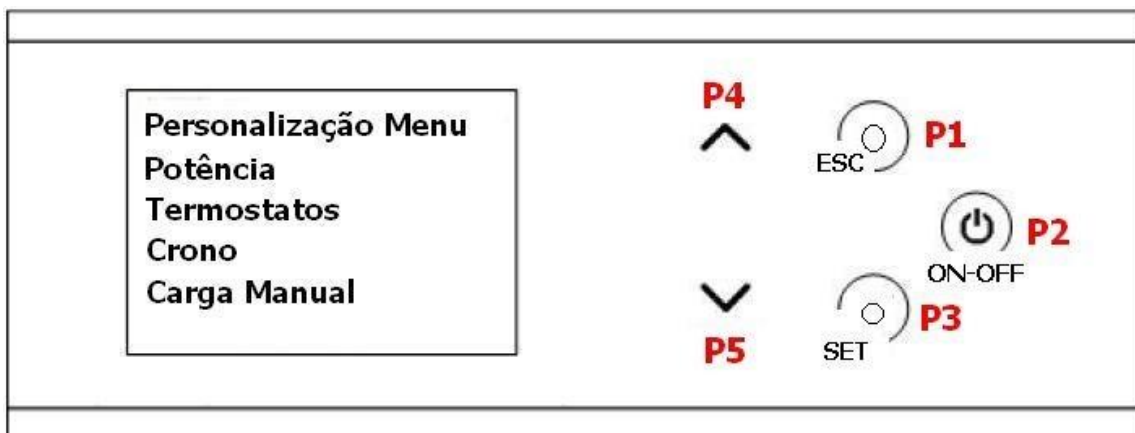 Personalização Menu
Potência
Termostatos
Crono
Carga Manual
P4
ESC
P1
P2
ON-OFF
P5
SET
P3